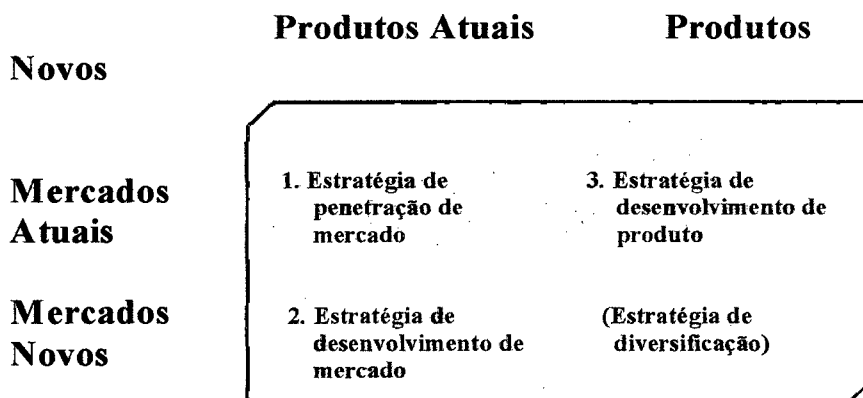 Produtos Atuais Produtos
Novos
Mercados
Atuais
1. Estratégia de
penetração de
mercado
3. Estratégia de
desenvolvimento de
produto
Mercados
Novos
2. Estratégia de
desenvolvimento de
mercado
(Estratégia de
diversificação)